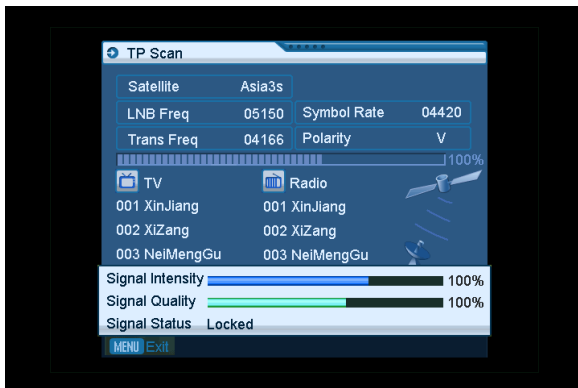 TP Scan
Satellite Asia3s
LNB Freq 05150 Symbol Rate 04420
Trans Freq 04166 Polarity V
100%
TV Radio
001 XinJiang 001 XinJiang
002 XiZang 002 XiZang
003 NeiMengGu 003 NeiMengGu
Signal Intensity 100%
Signal Quality 100%
Signal Status Locked
MENU Exit